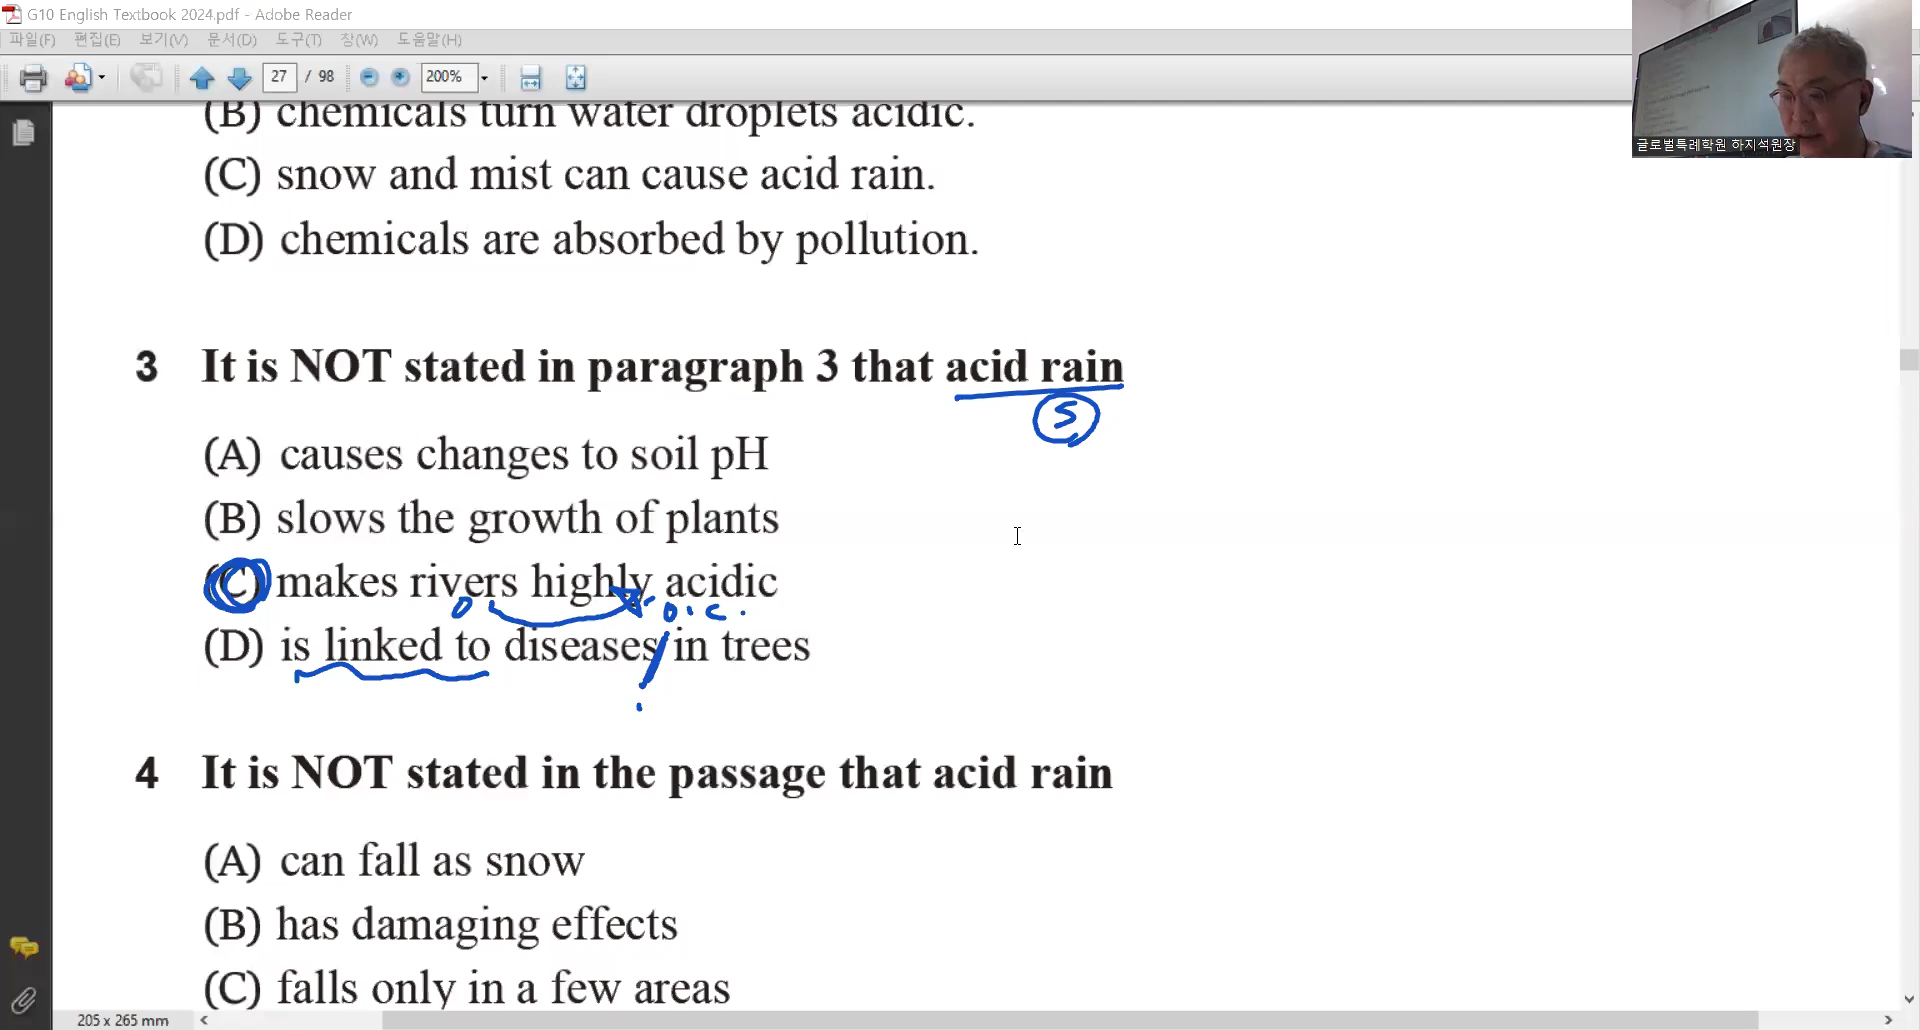 G10 English Textbook 2024.pdf - Adobe Reader
파일(F) 편집(E) 보기(V) 문서(D) 도구(T) 창(W) 도움말(H)
27 / 98 200%
글로벌특례학원 하지석원장
(B) chemicals turn water droplets acidic.
(C) snow and mist can cause acid rain.
(D) chemicals are absorbed by pollution.
3 It is NOT stated in paragraph 3 that acid rain
S
(A) causes changes to soil pH
(B) slows the growth of plants
(C) makes rivers highly acidic
O O.C.
(D) is linked to diseases / in trees
4 It is NOT stated in the passage that acid rain
(A) can fall as snow
(B) has damaging effects
(C) falls only in a few areas
205 x 265 mm